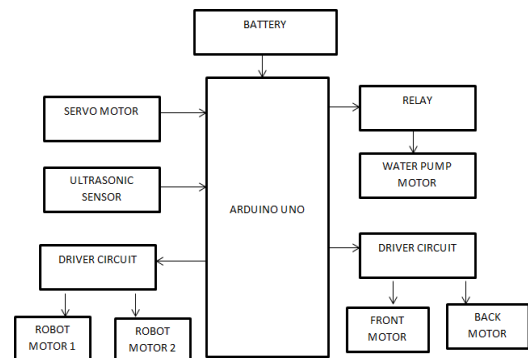 BATTERY
SERVO MOTOR
RELAY
ULTRASONIC
SENSOR
WATER PUMP
MOTOR
ARDUINO UNO
DRIVER CIRCUIT
DRIVER CIRCUIT
ROBOT
MOTOR 1
ROBOT
MOTOR 2
FRONT
MOTOR
BACK
MOTOR